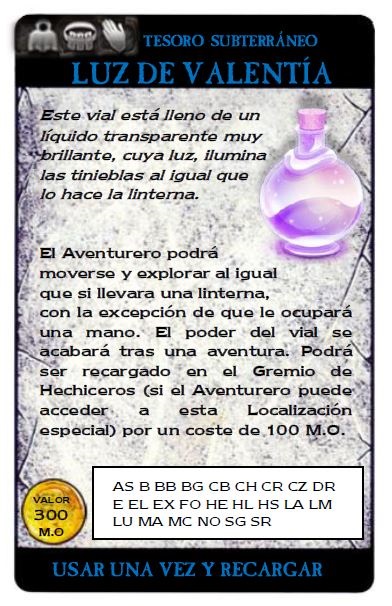 TESORO SUBTERRÁNEO
LUZ DE VALENTÍA
Este vial está lleno de un
líquido transparente muy
brillante, cuya luz, ilumina
las tinieblas al igual que
lo hace la linterna.
El Aventurero podrá
moverse y explorar al igual
que si llevara una linterna,
con la excepción de que le ocupará
una mano. El poder del vial se
acabará tras una aventura. Podrá
ser recargado en el Gremio de
Hechiceros (si el Aventurero puede
acceder a esta Localización
especial) por un coste de 100 M.O.
VALOR
300
M.O
AS B BB BG CB CH CR CZ DR
E EL EX FO HE HL HS LA LM
LU MA MC NO SG SR
USAR UNA VEZ Y RECARGAR